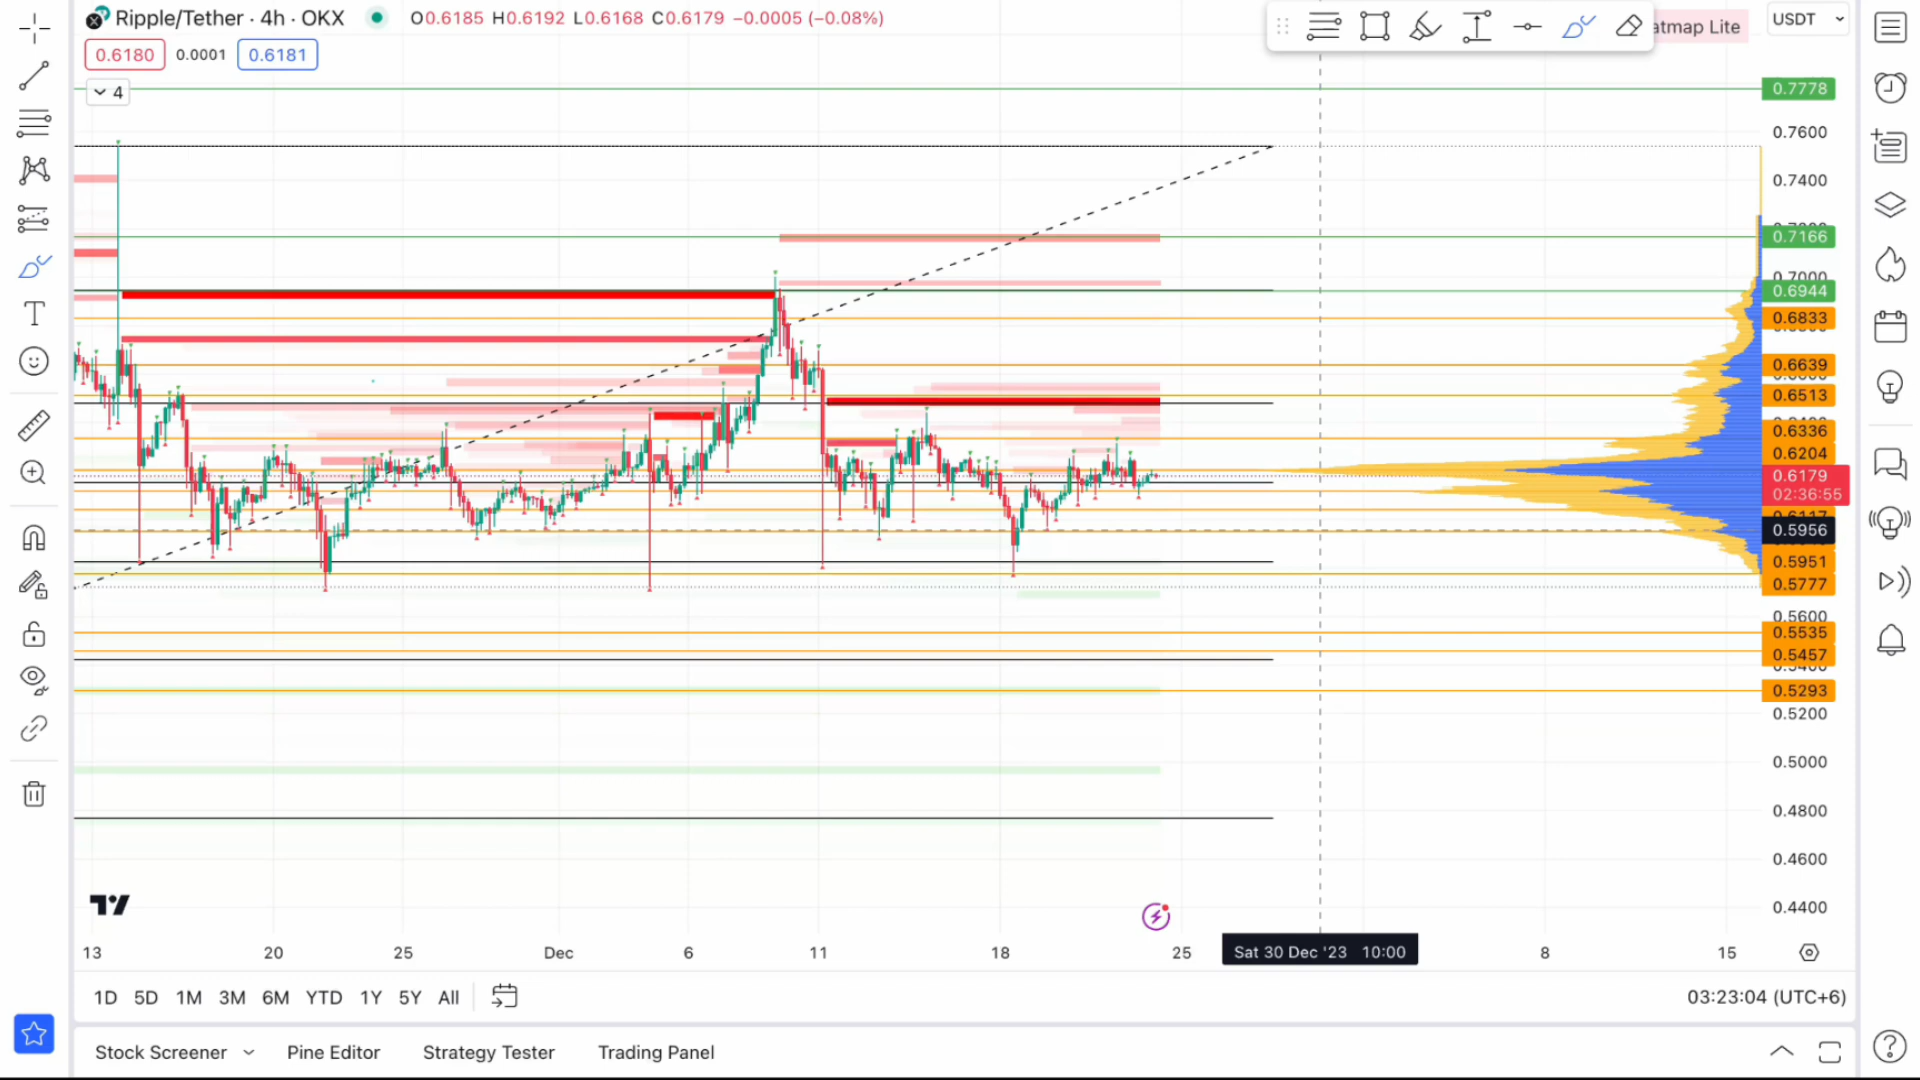 Ripple/Tether · 4h · OKX
O0.6185 H0.6192 L0.6168 C0.6179 −0.0005 (−0.08%)
atmap Lite
USDT
0.6180 0.0001 0.6181
4
0.7778
0.7600
0.7400
0.7166
0.7000
0.6944
0.6833
0.6639
0.6513
0.6336
0.6204
0.6179
02:36:55
0.5956
0.5951
0.5777
0.5600
0.5535
0.5457
0.5293
0.5200
0.5000
0.4800
0.4600
0.4400
13 20 25 Dec 6 11 18 25 Sat 30 Dec '23 10:00 8 15
1D 5D 1M 3M 6M YTD 1Y 5Y All
03:23:04 (UTC+6)
Stock Screener Pine Editor Strategy Tester Trading Panel